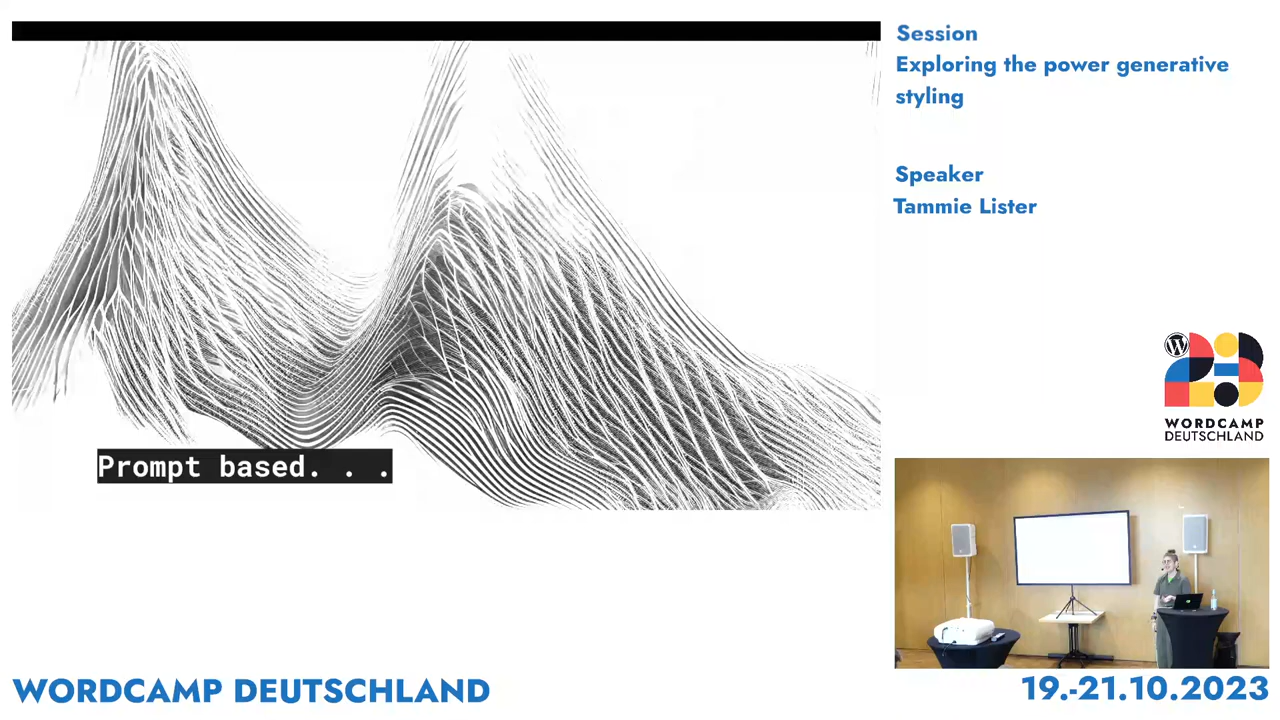 Session
Exploring the power generative
styling
Speaker
Tammie Lister
Prompt based. . .
WORDCAMP
DEUTSCHLAND
WORDCAMP DEUTSCHLAND
19.-21.10.2023